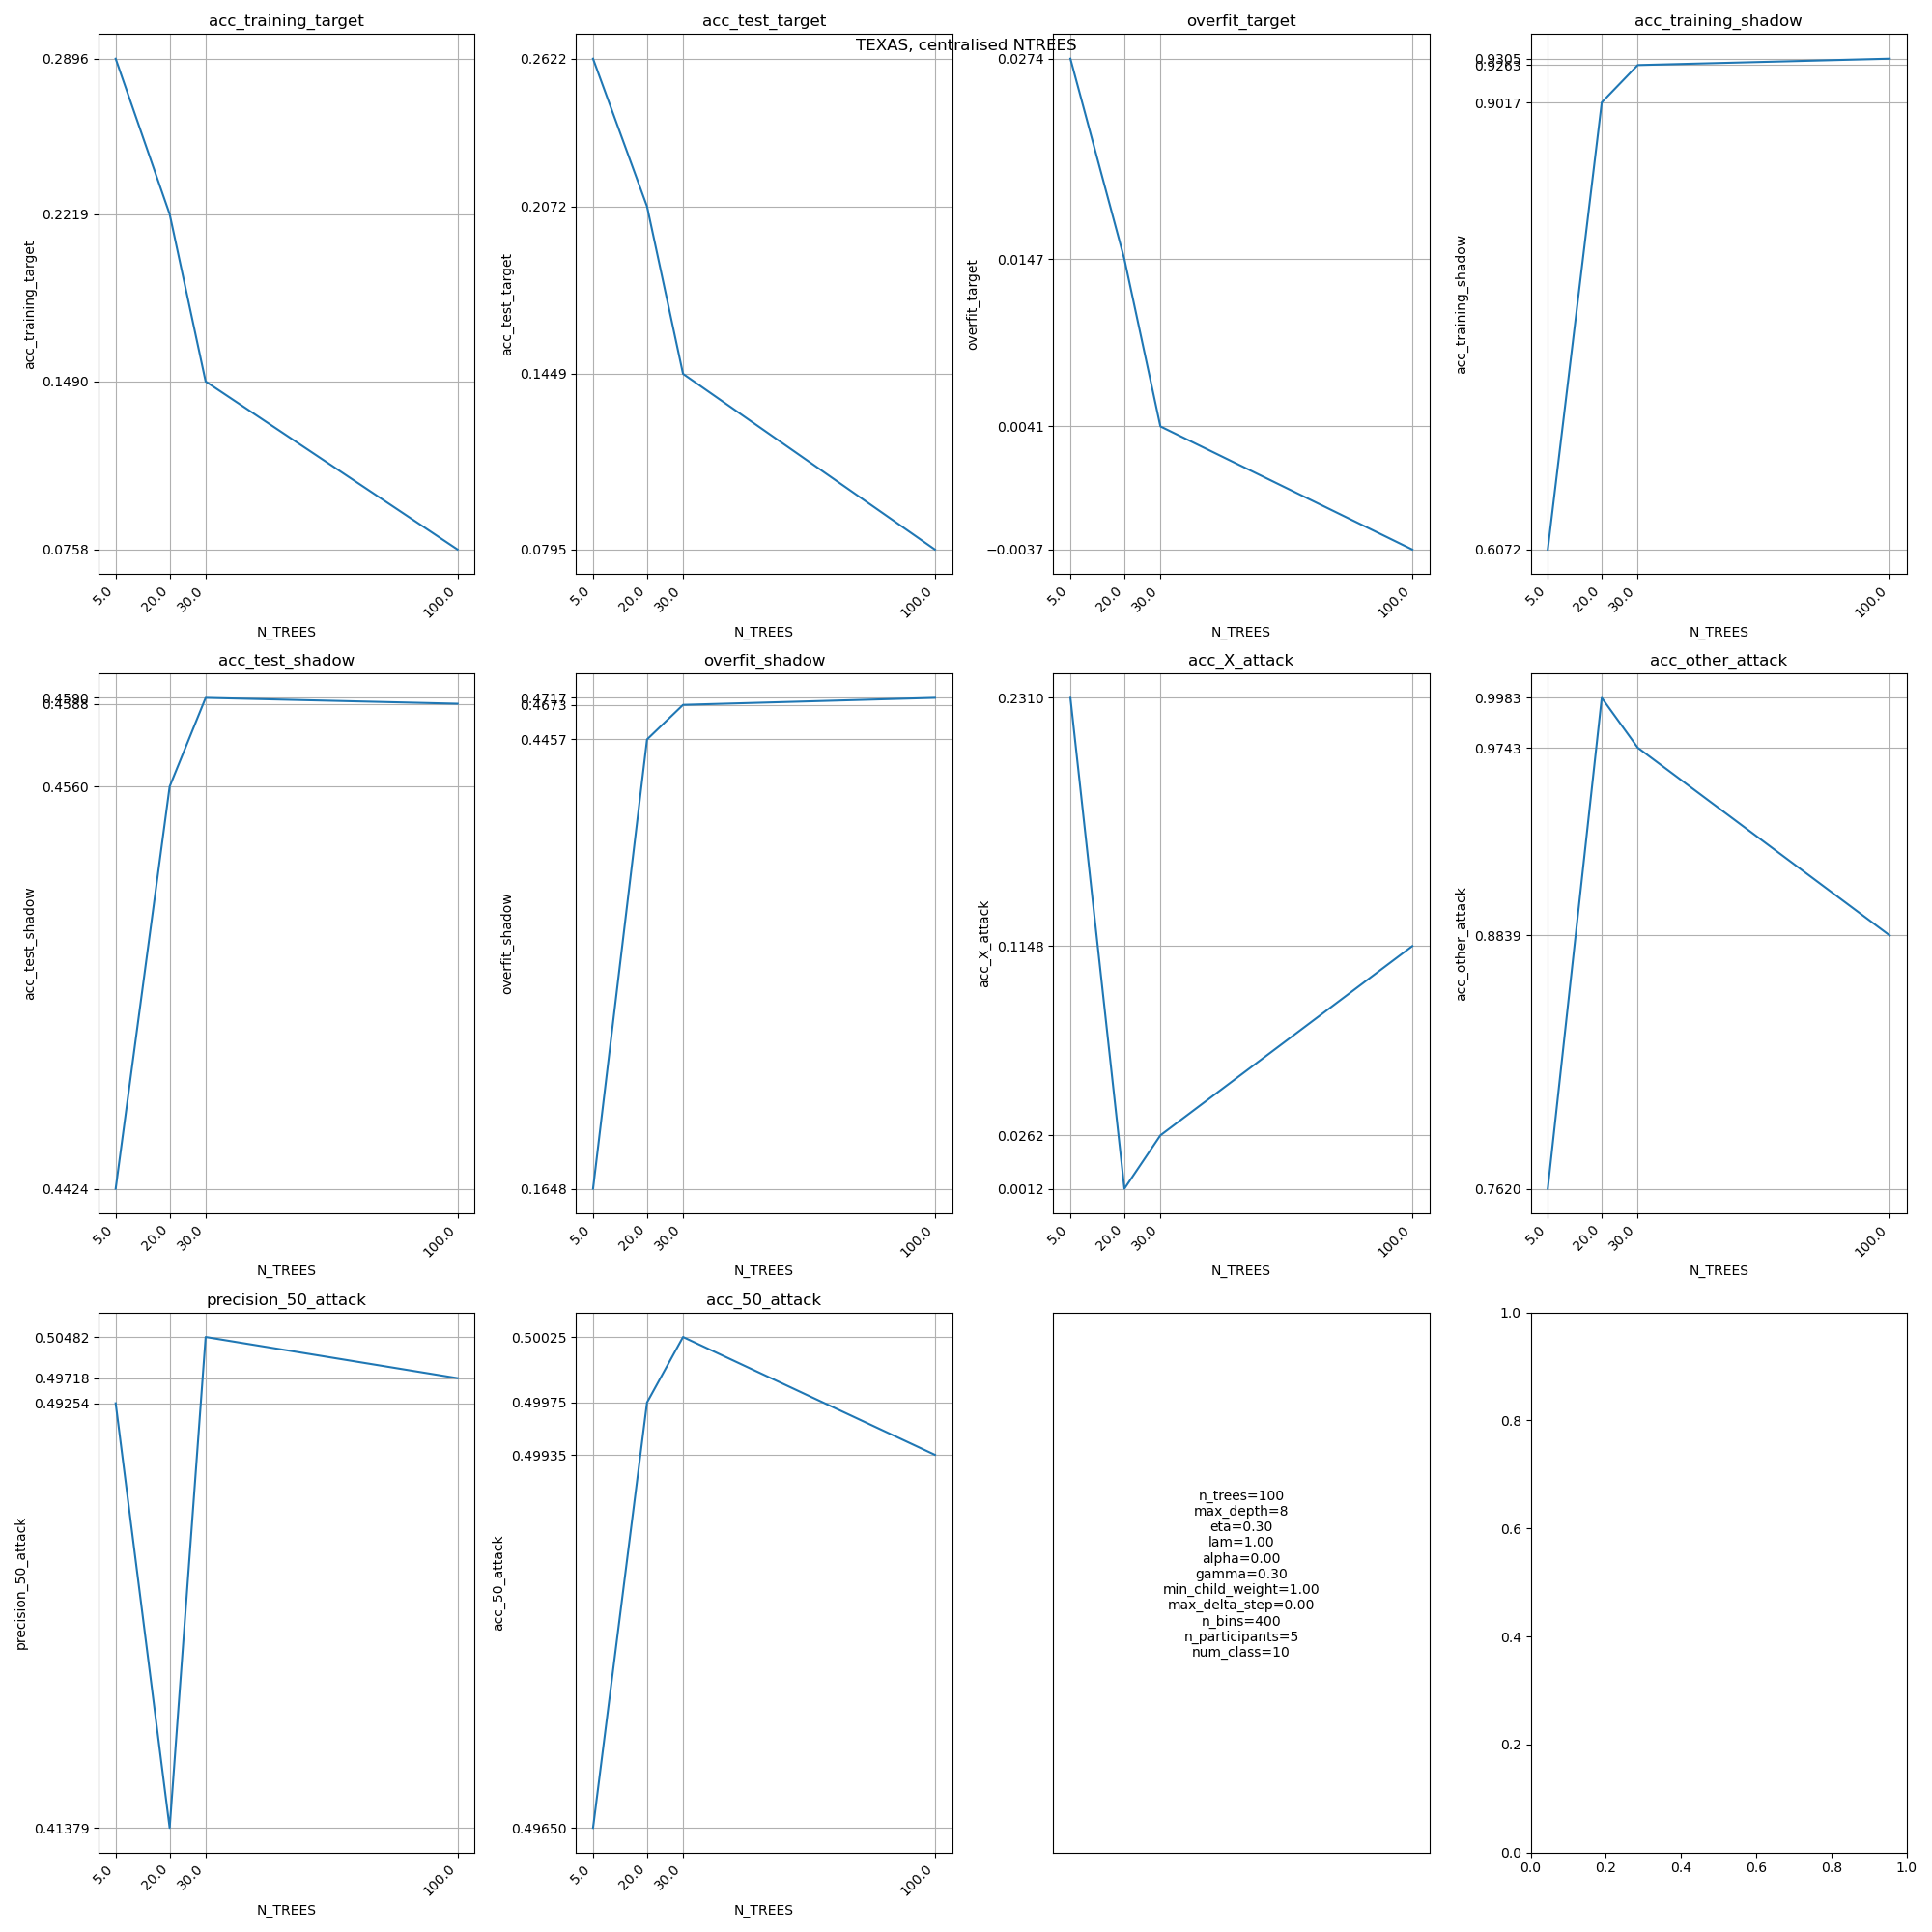 TEXAS, centralised NTREES
acc_training_target
acc_training_target
0.2896
0.2219
0.1490
0.0758
5.0
20.0
30.0
100.0
N_TREES
acc_test_target
acc_test_target
0.2622
0.2072
0.1449
0.0795
5.0
20.0
30.0
100.0
N_TREES
overfit_target
overfit_target
0.0274
0.0147
0.0041
−0.0037
5.0
20.0
30.0
100.0
N_TREES
acc_training_shadow
acc_training_shadow
0.9305
0.9263
0.9017
0.6072
5.0
20.0
30.0
100.0
N_TREES
acc_test_shadow
acc_test_shadow
0.4590
0.4588
0.4560
0.4424
5.0
20.0
30.0
100.0
N_TREES
overfit_shadow
overfit_shadow
0.4717
0.4673
0.4457
0.1648
5.0
20.0
30.0
100.0
N_TREES
acc_X_attack
acc_X_attack
0.2310
0.1148
0.0262
0.0012
5.0
20.0
30.0
100.0
N_TREES
acc_other_attack
acc_other_attack
0.9983
0.9743
0.8839
0.7620
5.0
20.0
30.0
100.0
N_TREES
precision_50_attack
precision_50_attack
0.50482
0.49718
0.49254
0.41379
5.0
20.0
30.0
100.0
N_TREES
acc_50_attack
acc_50_attack
0.50025
0.49975
0.49935
0.49650
5.0
20.0
30.0
100.0
N_TREES
n_trees=100
max_depth=8
eta=0.30
lam=1.00
alpha=0.00
gamma=0.30
min_child_weight=1.00
max_delta_step=0.00
n_bins=400
n_participants=5
num_class=10
1.0
0.8
0.6
0.4
0.2
0.0
0.0
0.2
0.4
0.6
0.8
1.0